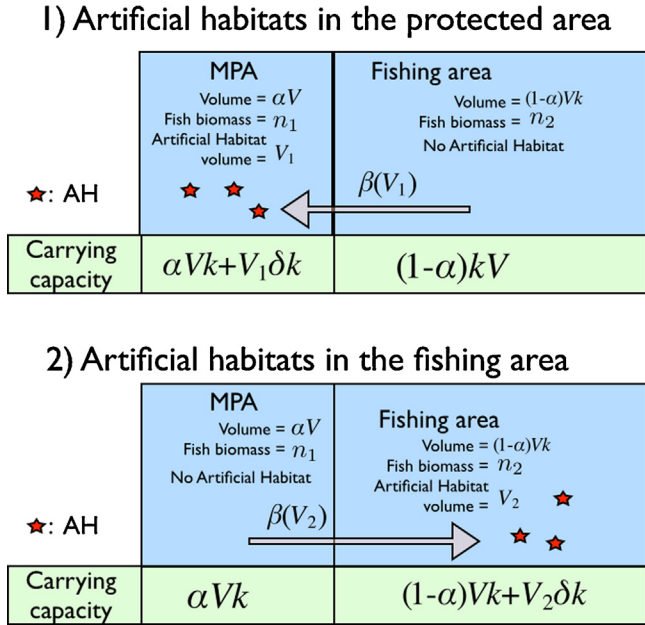 1) Artificial habitats in the protected area
MPA
Volume = αV
Fish biomass = n₁
Artificial Habitat
volume = V₁
Fishing area
Volume = (1-α)Vk
Fish biomass = n₂
No Artificial Habitat
★: AH
β(V₁)
Carrying
capacity
αVk+V₁δk
(1-α)kV
2) Artificial habitats in the fishing area
MPA
Volume = αV
Fish biomass = n₁
No Artificial Habitat
Fishing area
Volume = (1-α)Vk
Fish biomass = n₂
Artificial Habitat
volume = V₂
★: AH
β(V₂)
Carrying
capacity
αVk
(1-α)Vk+V₂δk